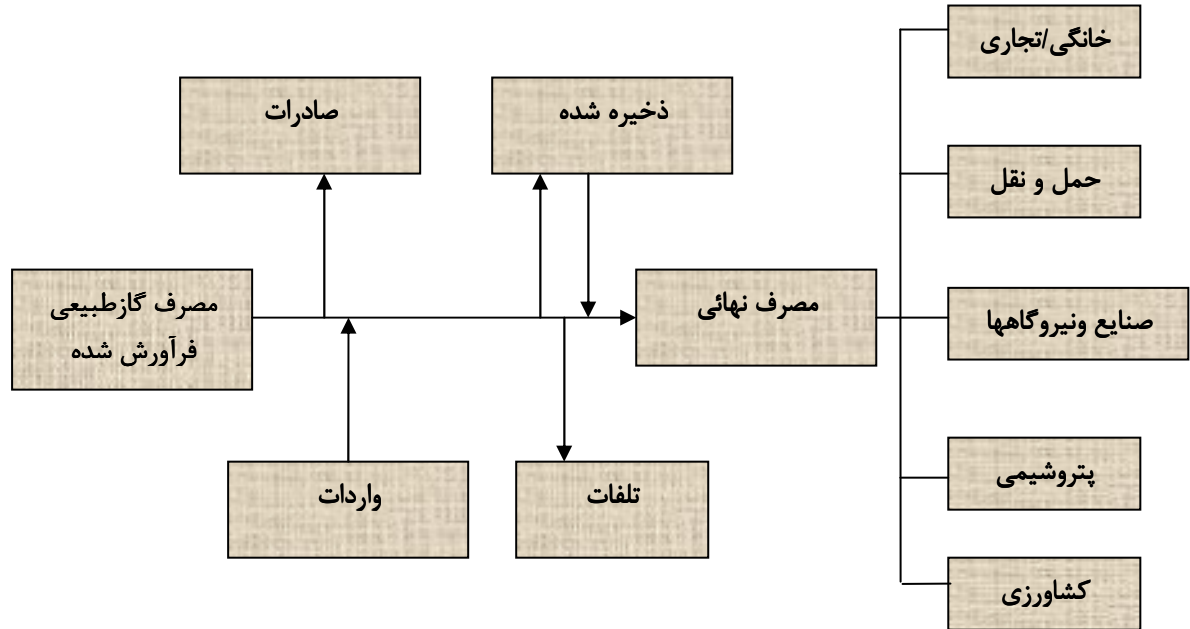 خانگی/تجاری
صادرات
ذخیره شده
حمل و نقل
مصرف گازطبیعی
فرآورش شده
مصرف نهائی
صنایع ونیروگاهها
واردات
تلفات
پتروشیمی
کشاورزی